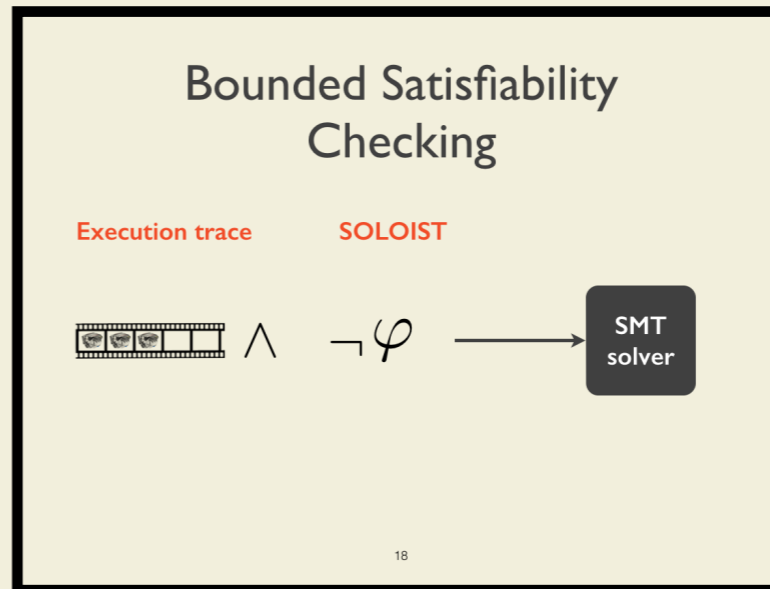 Bounded Satisfiability
Checking
Execution trace
SOLOIST
∧ ¬φ
SMT
solver
18